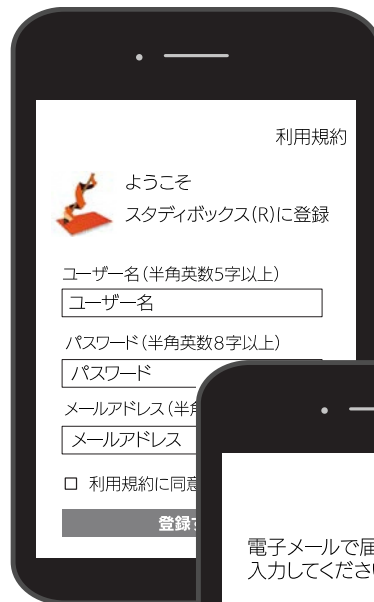 利用規約
ようこそ
スタディボックス(R)に登録
ユーザー名(半角英数5字以上)
ユーザー名
パスワード(半角英数8字以上)
パスワード
メールアドレス(半
メールアドレス
利用規約に同意
登録
電子メールで届
入力してくださ